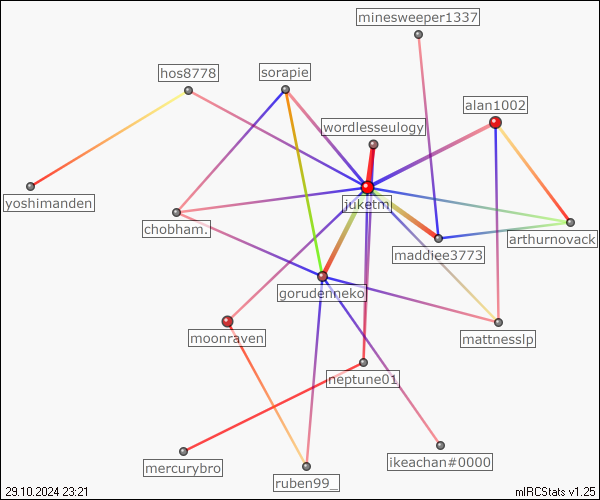 minesweeper1337
hos8778
sorapie
alan1002
wordlesseulogy
yoshimanden
juketm
chobham.
arthurnovack
maddiee3773
gorudenneko
moonraven
mattnesslp
neptune01
mercurybro
ikeachan#0000
ruben99_
29.10.2024 23:21
mIRCStats v1.25